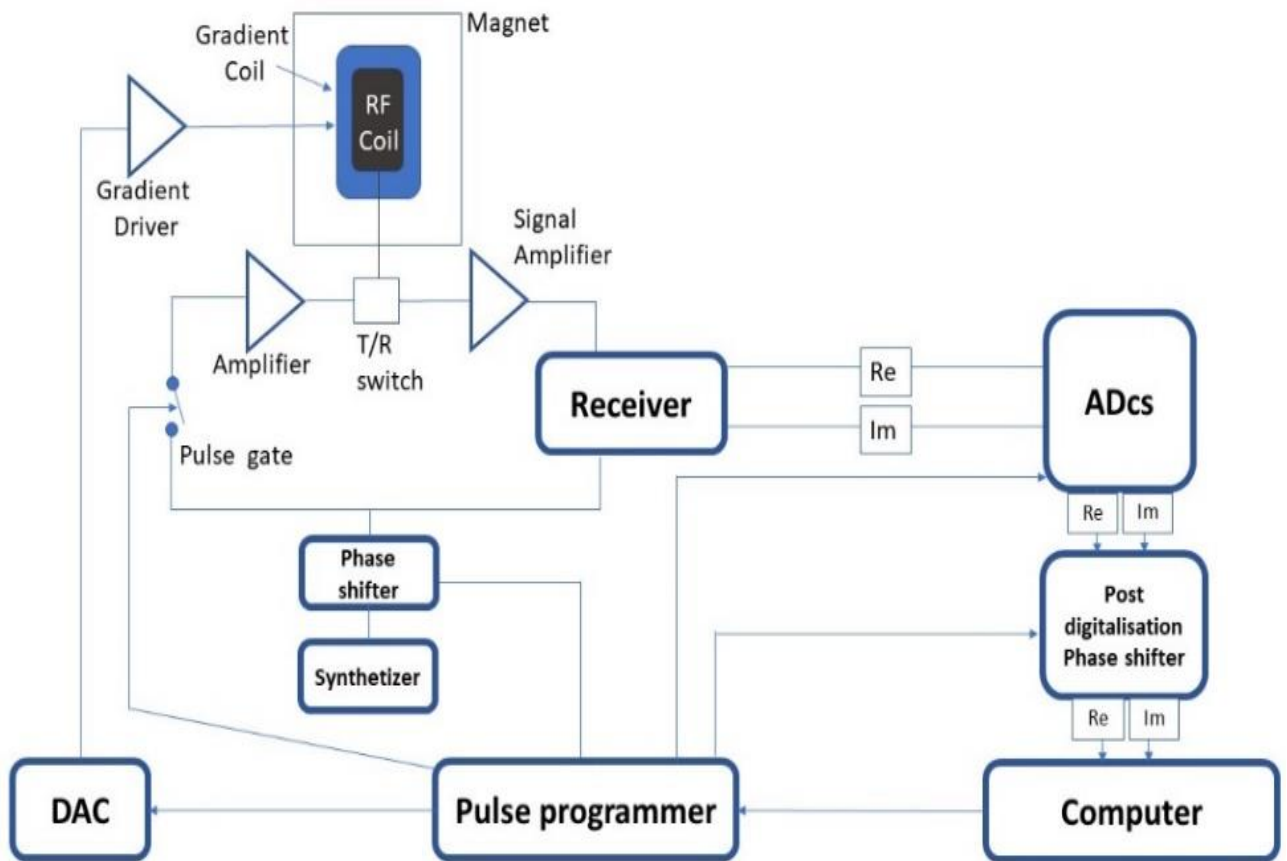 Magnet
Gradient
Coil
RF
Coil
Gradient
Driver
Signal
Amplifier
Amplifier
T/R
switch
Pulse gate
Receiver
Re
Im
ADcs
Re
Im
Phase
shifter
Synthetizer
Post
digitalisation
Phase shifter
Re
Im
DAC
Pulse programmer
Computer